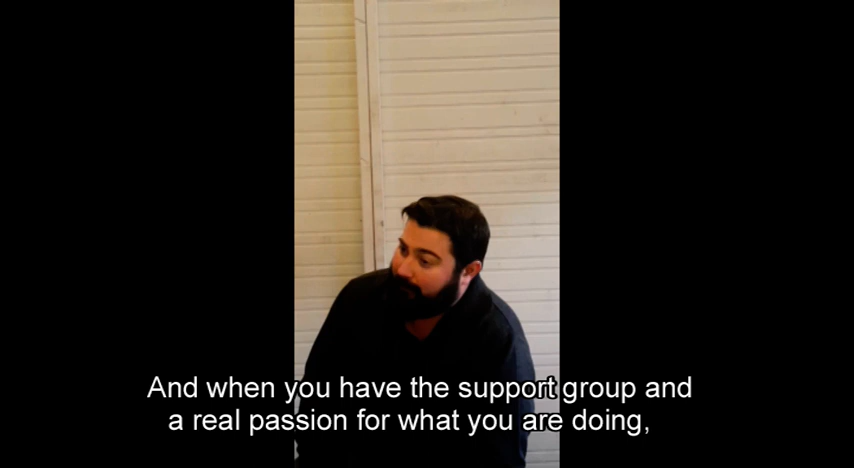 And when you have the support group and
a real passion for what you are doing,